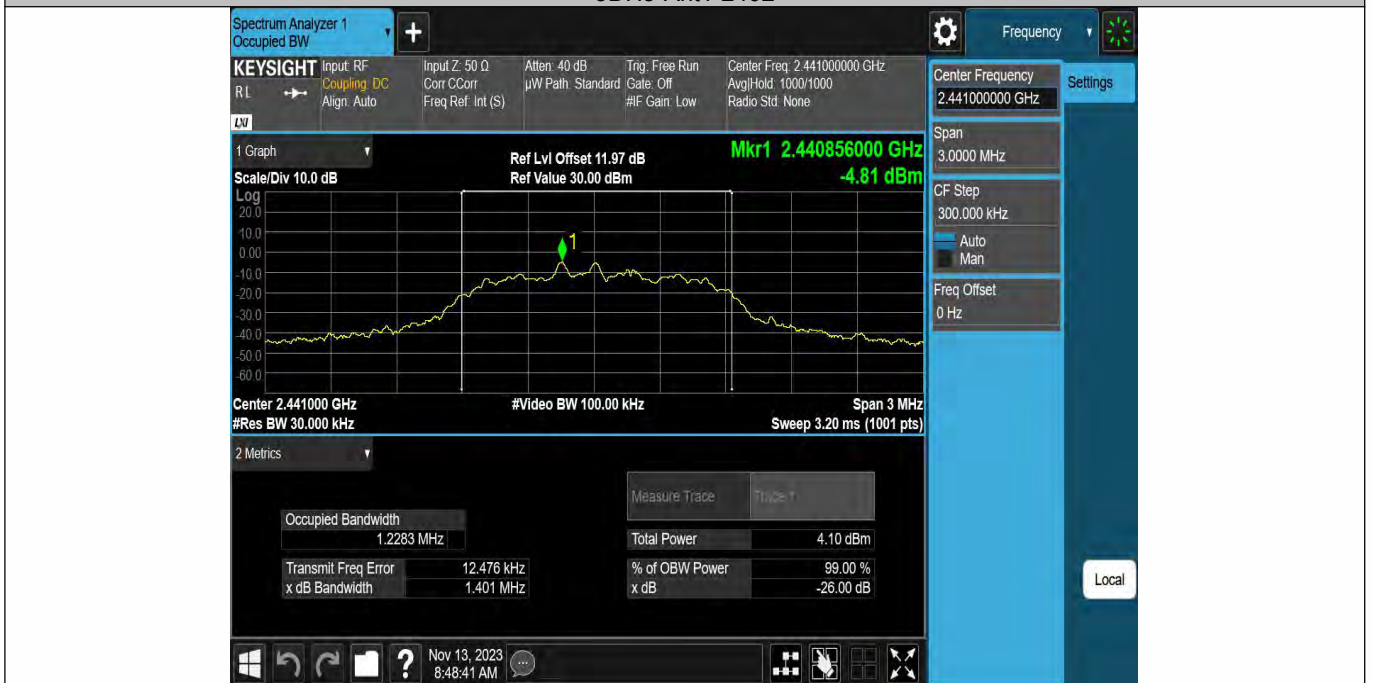 Spectrum Analyzer 1
Occupied BW
Frequency
KEYSIGHT
RL
LXI
Input: RF
Coupling: DC
Align: Auto
Input Z: 50 Ω
Corr CCorr
Freq Ref: Int (S)
Atten: 40 dB
µW Path: Standard
Trig: Free Run
Gate: Off
#IF Gain: Low
Center Freq: 2.441000000 GHz
Avg|Hold: 1000/1000
Radio Std: None
1 Graph
Scale/Div 10.0 dB
Ref Lvl Offset 11.97 dB
Ref Value 30.00 dBm
Mkr1 2.440856000 GHz
-4.81 dBm
Log
20.0
10.0
0.00
-10.0
-20.0
-30.0
-40.0
-50.0
-60.0
1
Center 2.441000 GHz
#Video BW 100.00 kHz
Span 3 MHz
#Res BW 30.000 kHz
Sweep 3.20 ms (1001 pts)
2 Metrics
Measure Trace
Trace 1
Occupied Bandwidth
1.2283 MHz
Total Power 4.10 dBm
Transmit Freq Error 12.476 kHz
% of OBW Power 99.00 %
x dB Bandwidth 1.401 MHz
x dB -26.00 dB
Nov 13, 2023
8:48:41 AM
Center Frequency
2.441000000 GHz
Settings
Span
3.0000 MHz
CF Step
300.000 kHz
Auto
Man
Freq Offset
0 Hz
Local